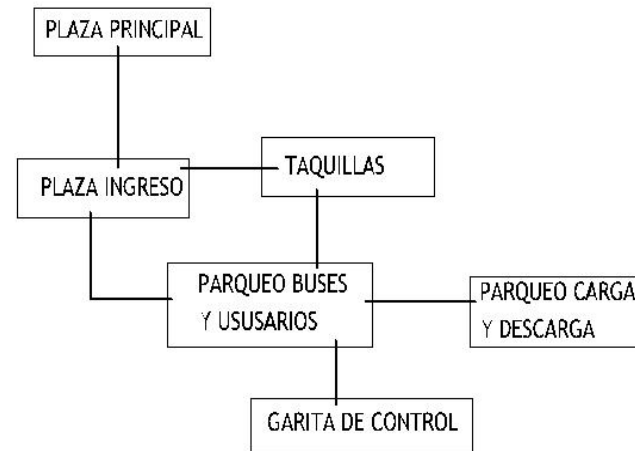 PLAZA PRINCIPAL
TAQUILLAS
PLAZA INGRESO
PARQUEO BUSES
Y USUSARIOS
PARQUEO CARGA
Y DESCARGA
GARITA DE CONTROL